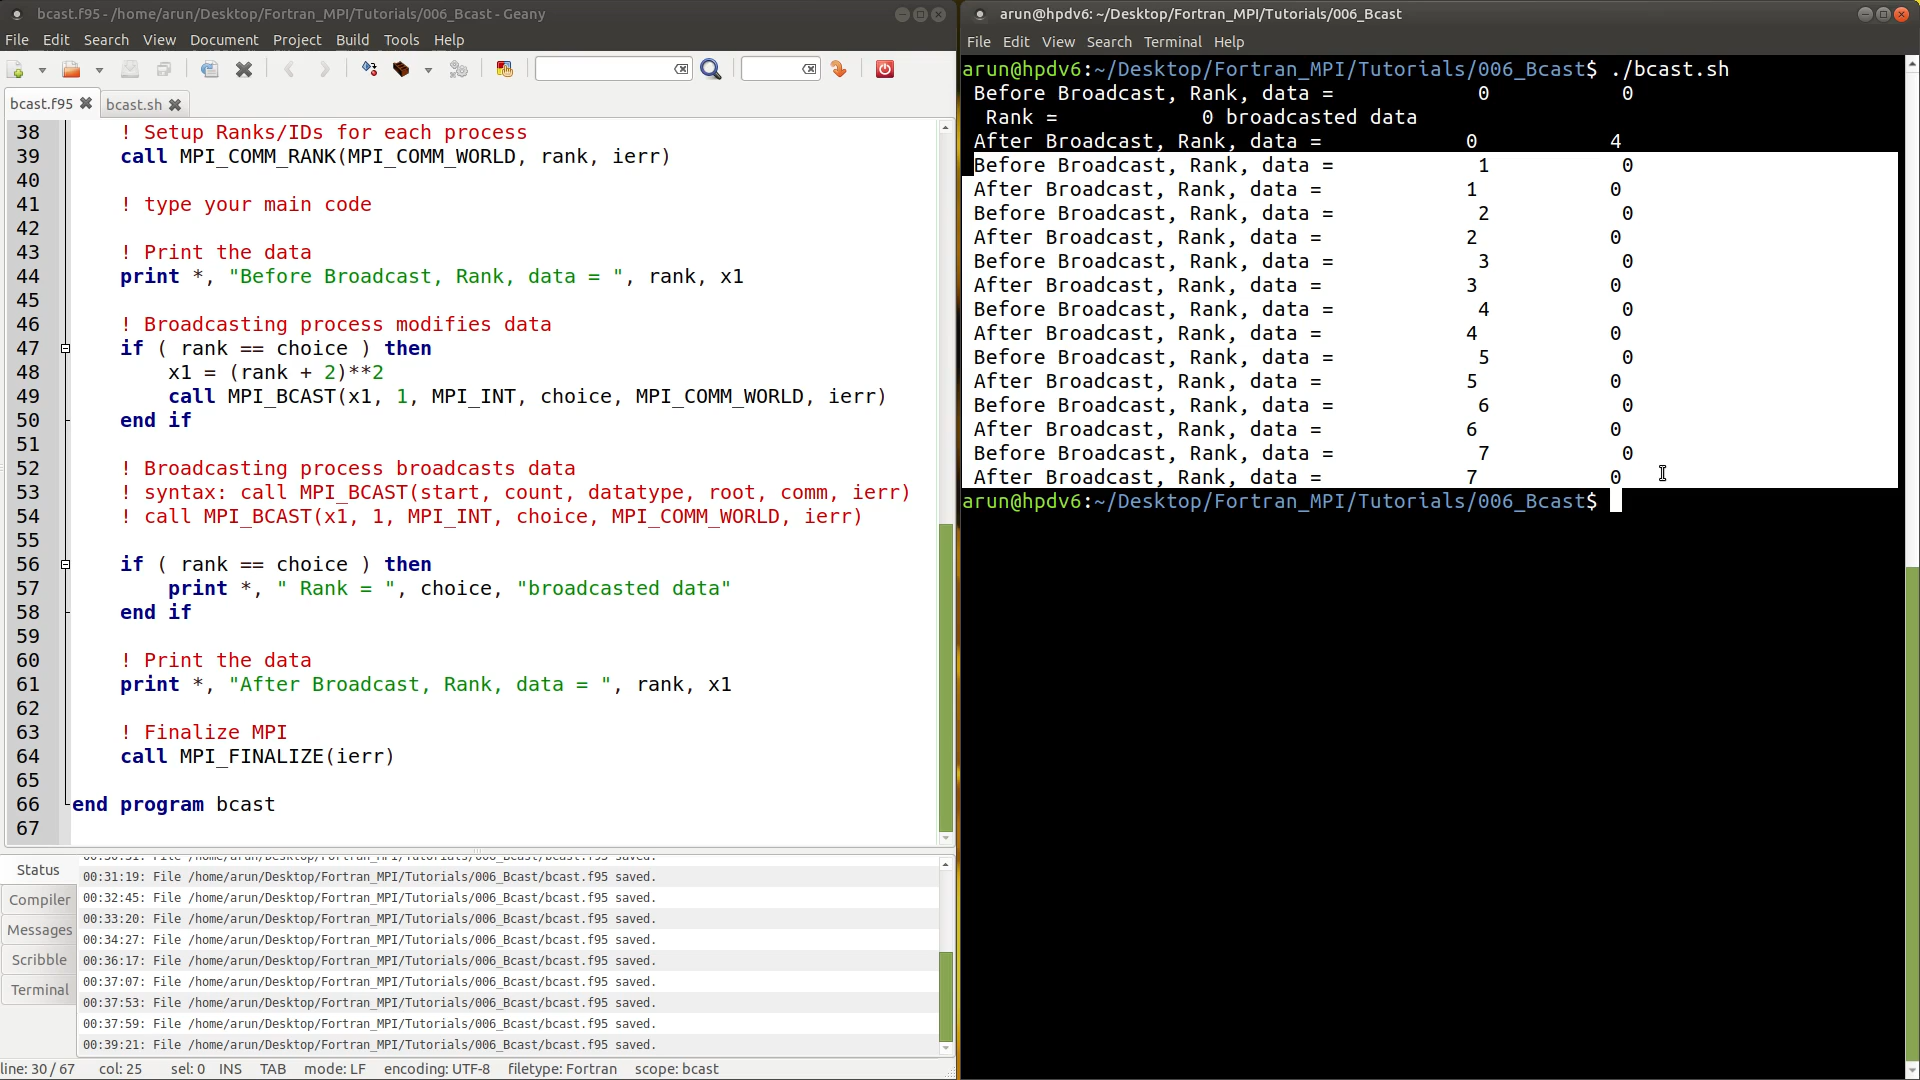 bcast.f95 - /home/arun/Desktop/Fortran_MPI/Tutorials/006_Bcast - Geany
File Edit Search View Document Project Build Tools Help
bcast.f95 bcast.sh
38 ! Setup Ranks/IDs for each process
39 call MPI_COMM_RANK(MPI_COMM_WORLD, rank, ierr)
40
41 ! type your main code
42
43 ! Print the data
44 print *, "Before Broadcast, Rank, data = ", rank, x1
45
46 ! Broadcasting process modifies data
47 if ( rank == choice ) then
48 x1 = (rank + 2)**2
49 call MPI_BCAST(x1, 1, MPI_INT, choice, MPI_COMM_WORLD, ierr)
50 end if
51
52 ! Broadcasting process broadcasts data
53 ! syntax: call MPI_BCAST(start, count, datatype, root, comm, ierr)
54 ! call MPI_BCAST(x1, 1, MPI_INT, choice, MPI_COMM_WORLD, ierr)
55
56 if ( rank == choice ) then
57 print *, " Rank = ", choice, "broadcasted data"
58 end if
59
60 ! Print the data
61 print *, "After Broadcast, Rank, data = ", rank, x1
62
63 ! Finalize MPI
64 call MPI_FINALIZE(ierr)
65
66 end program bcast
67
Status
Compiler
Messages
Scribble
Terminal
00:30:51: File /home/arun/Desktop/Fortran_MPI/Tutorials/006_Bcast/bcast.f95 saved.
00:31:19: File /home/arun/Desktop/Fortran_MPI/Tutorials/006_Bcast/bcast.f95 saved.
00:32:45: File /home/arun/Desktop/Fortran_MPI/Tutorials/006_Bcast/bcast.f95 saved.
00:33:20: File /home/arun/Desktop/Fortran_MPI/Tutorials/006_Bcast/bcast.f95 saved.
00:34:27: File /home/arun/Desktop/Fortran_MPI/Tutorials/006_Bcast/bcast.f95 saved.
00:36:17: File /home/arun/Desktop/Fortran_MPI/Tutorials/006_Bcast/bcast.f95 saved.
00:37:07: File /home/arun/Desktop/Fortran_MPI/Tutorials/006_Bcast/bcast.f95 saved.
00:37:53: File /home/arun/Desktop/Fortran_MPI/Tutorials/006_Bcast/bcast.f95 saved.
00:37:59: File /home/arun/Desktop/Fortran_MPI/Tutorials/006_Bcast/bcast.f95 saved.
00:39:21: File /home/arun/Desktop/Fortran_MPI/Tutorials/006_Bcast/bcast.f95 saved.
line: 30 / 67 col: 25 sel: 0 INS TAB mode: LF encoding: UTF-8 filetype: Fortran scope: bcast
arun@hpdv6: ~/Desktop/Fortran_MPI/Tutorials/006_Bcast
File Edit View Search Terminal Help
arun@hpdv6:~/Desktop/Fortran_MPI/Tutorials/006_Bcast$ ./bcast.sh
Before Broadcast, Rank, data = 0 0
Rank = 0 broadcasted data
After Broadcast, Rank, data = 0 4
Before Broadcast, Rank, data = 1 0
After Broadcast, Rank, data = 1 0
Before Broadcast, Rank, data = 2 0
After Broadcast, Rank, data = 2 0
Before Broadcast, Rank, data = 3 0
After Broadcast, Rank, data = 3 0
Before Broadcast, Rank, data = 4 0
After Broadcast, Rank, data = 4 0
Before Broadcast, Rank, data = 5 0
After Broadcast, Rank, data = 5 0
Before Broadcast, Rank, data = 6 0
After Broadcast, Rank, data = 6 0
Before Broadcast, Rank, data = 7 0
After Broadcast, Rank, data = 7 0
arun@hpdv6:~/Desktop/Fortran_MPI/Tutorials/006_Bcast$